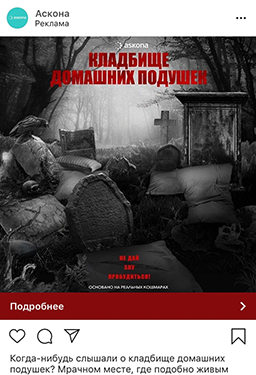 Аскона
Реклама
askona
КЛАДБИЩЕ
ДОМАШНИХ ПОДУШЕК
НЕ ДАЙ
ЗЛУ
ПРОБУДИТЬСЯ!
ОСНОВАНО НА РЕАЛЬНЫХ КОШМАРАХ
Подробнее
Когда-нибудь слышали о кладбище домашних
подушек? Мрачном месте, где подобно живым